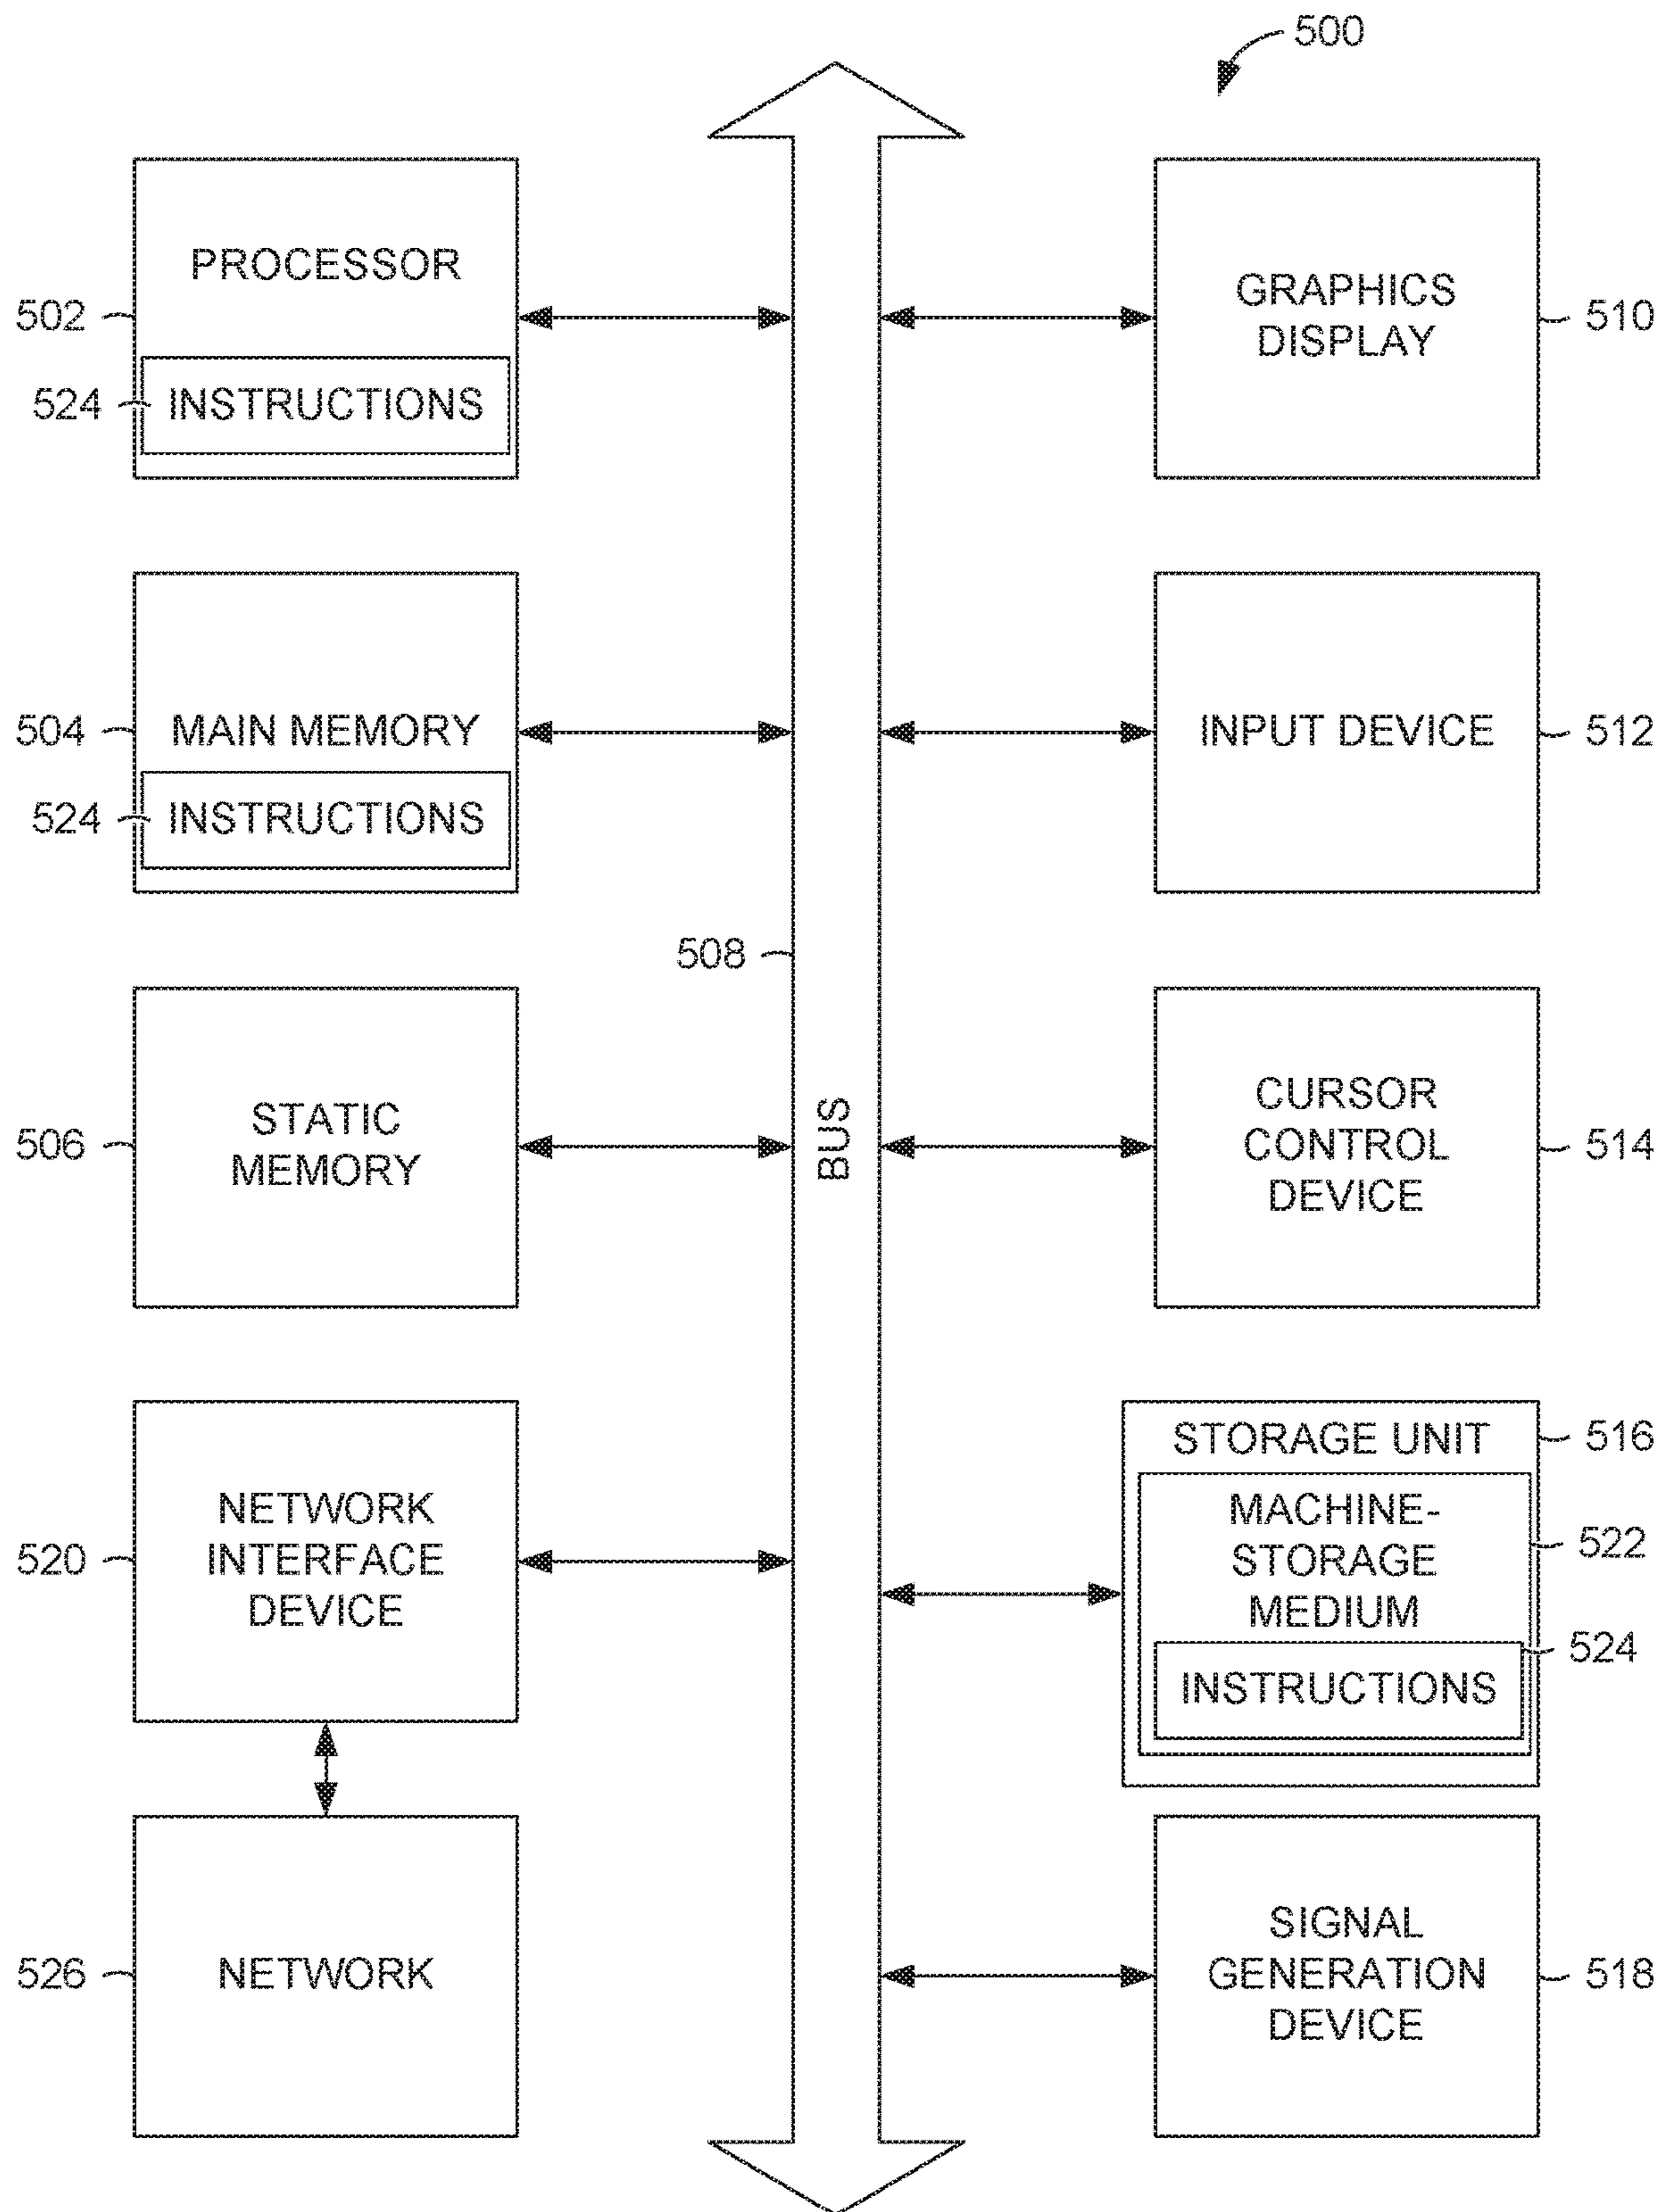 500
PROCESSOR
502
524
INSTRUCTIONS
GRAPHICS
DISPLAY
510
504
MAIN MEMORY
524
INSTRUCTIONS
INPUT DEVICE
512
508
BUS
506
STATIC
MEMORY
CURSOR
CONTROL
DEVICE
514
520
NETWORK
INTERFACE
DEVICE
STORAGE UNIT
516
MACHINE-
STORAGE
MEDIUM
522
524
INSTRUCTIONS
526
NETWORK
SIGNAL
GENERATION
DEVICE
518